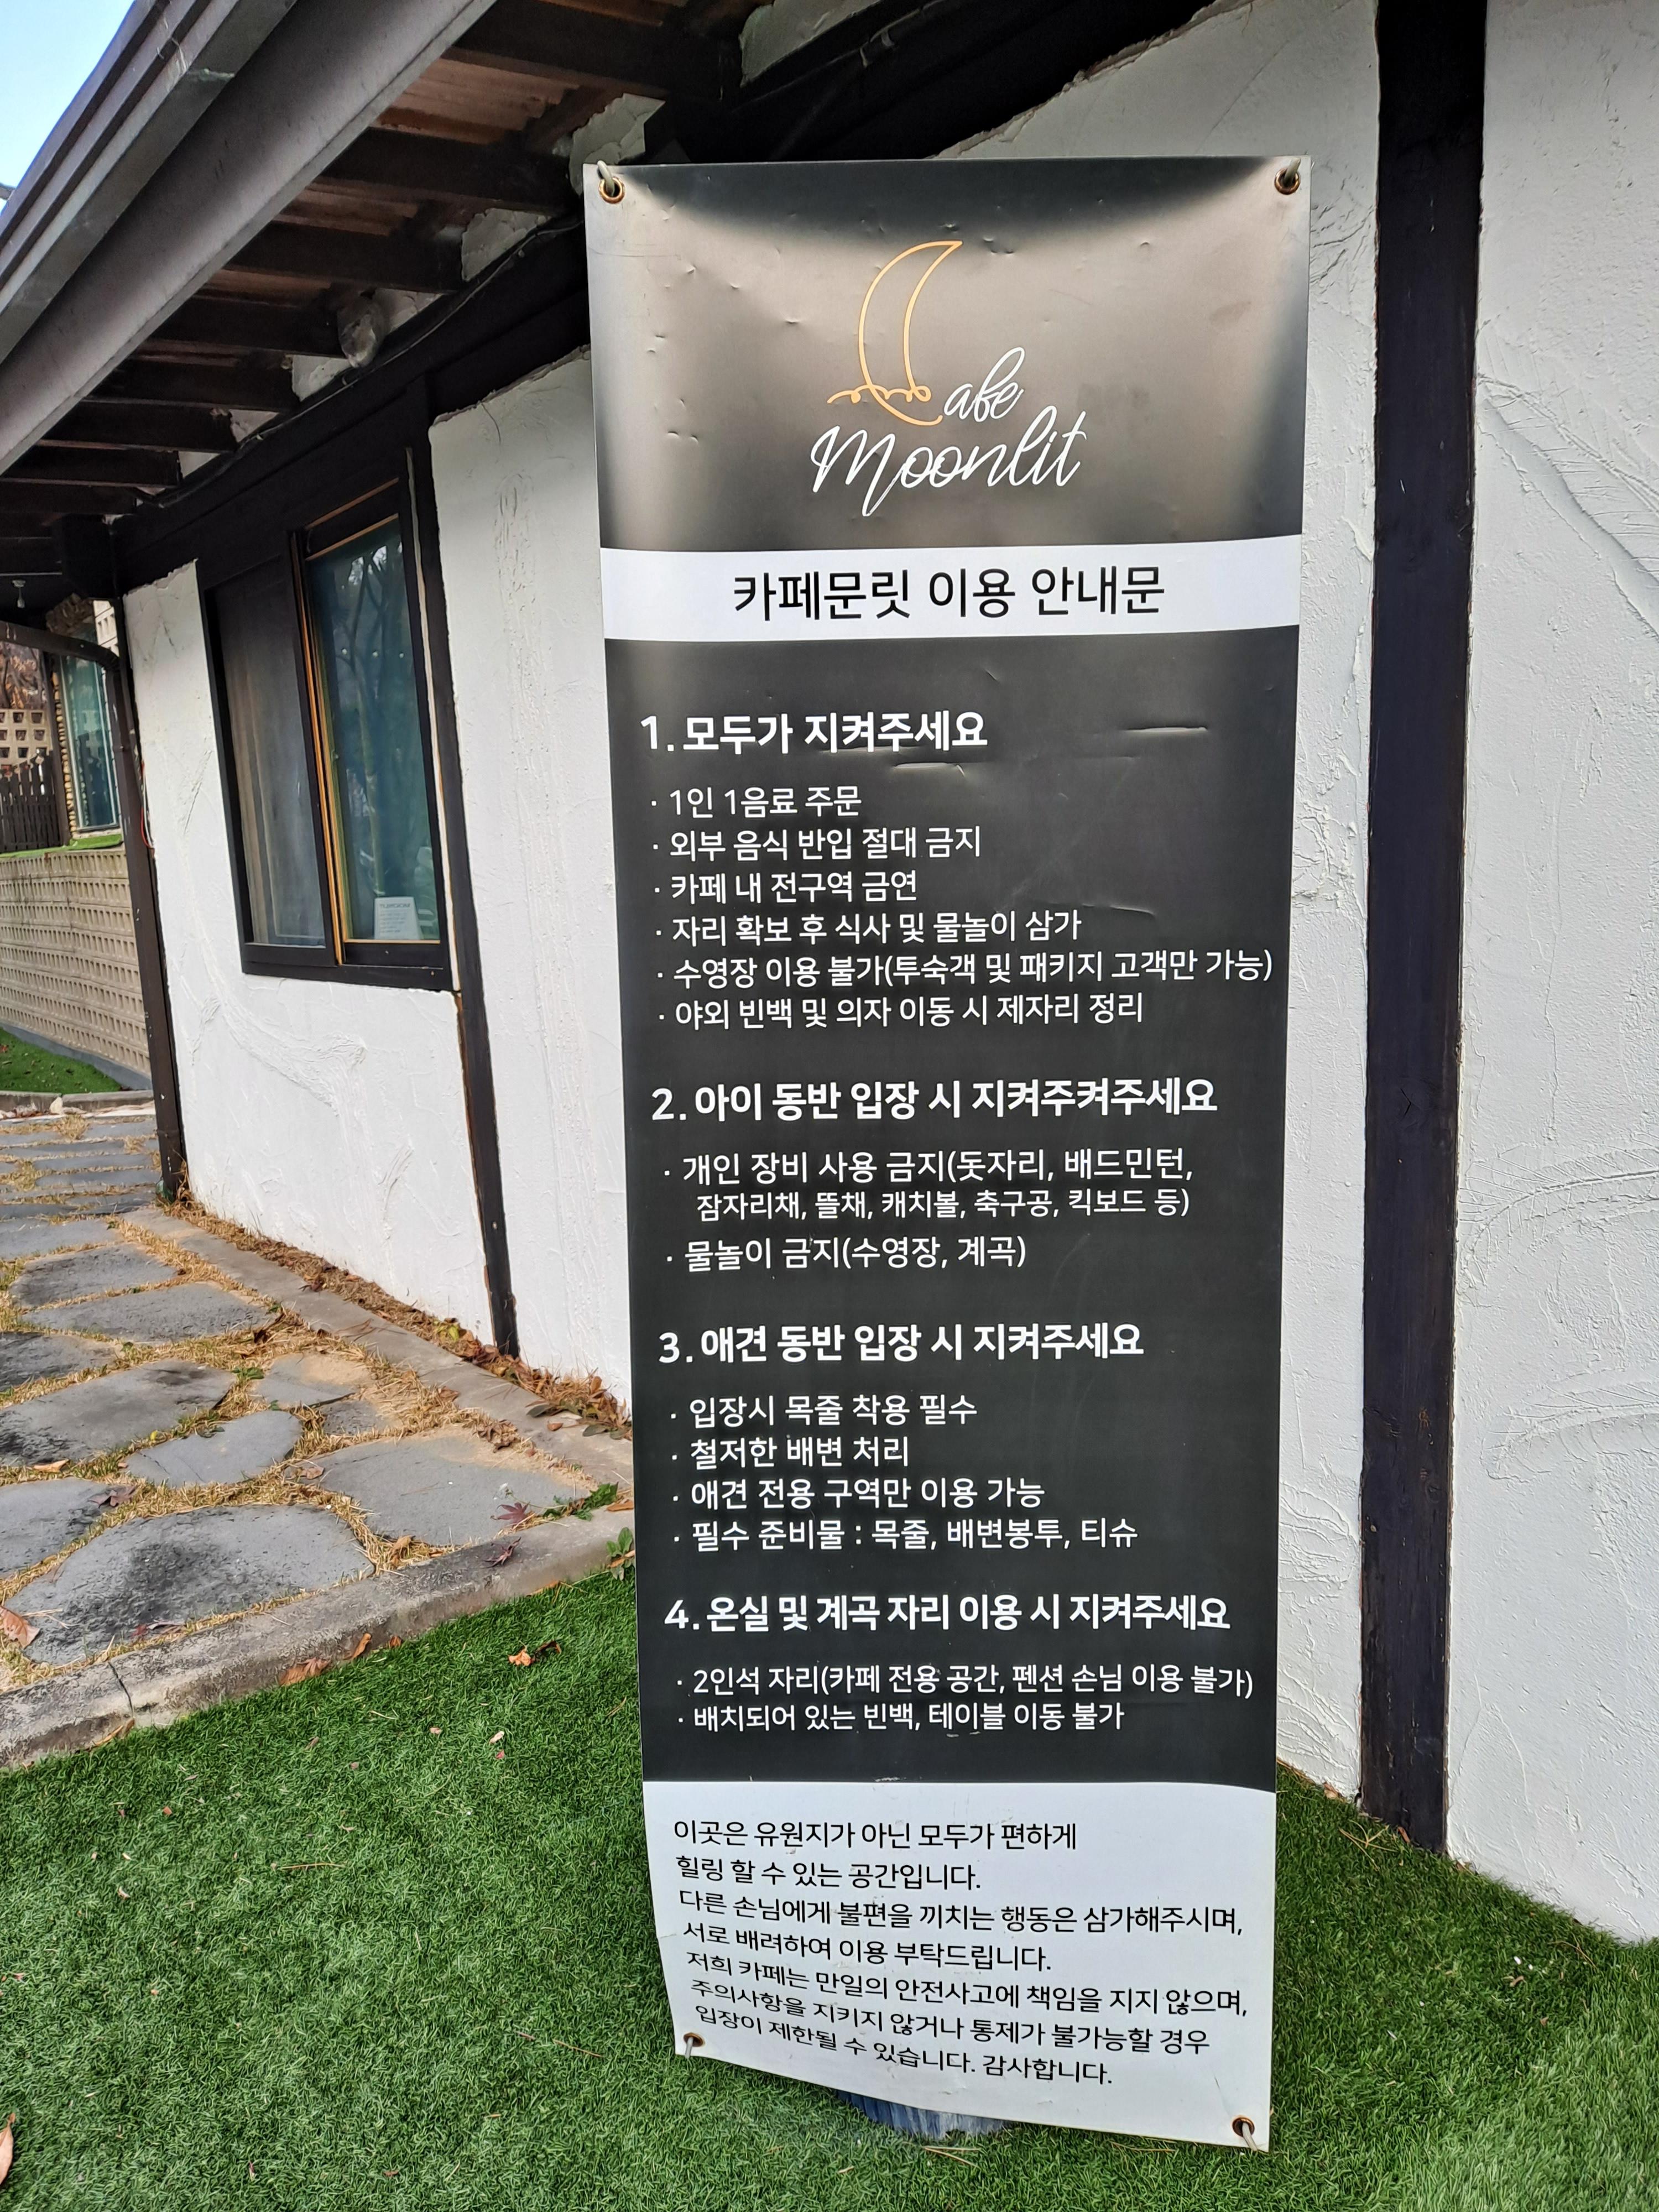 Cafe
Moonlit
카페문릿 이용 안내문
1. 모두가 지켜주세요
· 1인 1음료 주문
· 외부 음식 반입 절대 금지
· 카페 내 전구역 금연
· 자리 확보 후 식사 및 물놀이 삼가
· 수영장 이용 불가(투숙객 및 패키지 고객만 가능)
· 야외 빈백 및 의자 이동 시 제자리 정리
2. 아이 동반 입장 시 지켜주켜주세요
· 개인 장비 사용 금지(돗자리, 배드민턴,
잠자리채, 뜰채, 캐치볼, 축구공, 킥보드 등)
· 물놀이 금지(수영장, 계곡)
3. 애견 동반 입장 시 지켜주세요
· 입장시 목줄 착용 필수
· 철저한 배변 처리
· 애견 전용 구역만 이용 가능
· 필수 준비물 : 목줄, 배변봉투, 티슈
4. 온실 및 계곡 자리 이용 시 지켜주세요
· 2인석 자리(카페 전용 공간, 펜션 손님 이용 불가)
· 배치되어 있는 빈백, 테이블 이동 불가
이곳은 유원지가 아닌 모두가 편하게
힐링 할 수 있는 공간입니다.
다른 손님에게 불편을 끼치는 행동은 삼가해주시며,
서로 배려하여 이용 부탁드립니다.
저희 카페는 만일의 안전사고에 책임을 지지 않으며,
주의사항을 지키지 않거나 통제가 불가능할 경우
입장이 제한될 수 있습니다. 감사합니다.